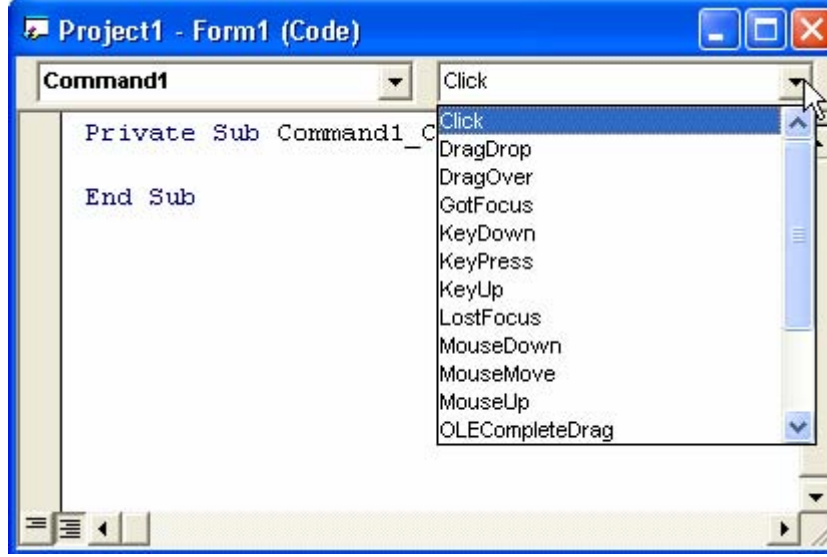 Project1 - Form1 (Code)
Command1
Click
Private Sub Command1_C
End Sub
Click
DragDrop
DragOver
GotFocus
KeyDown
KeyPress
KeyUp
LostFocus
MouseDown
MouseMove
MouseUp
OLECompleteDrag